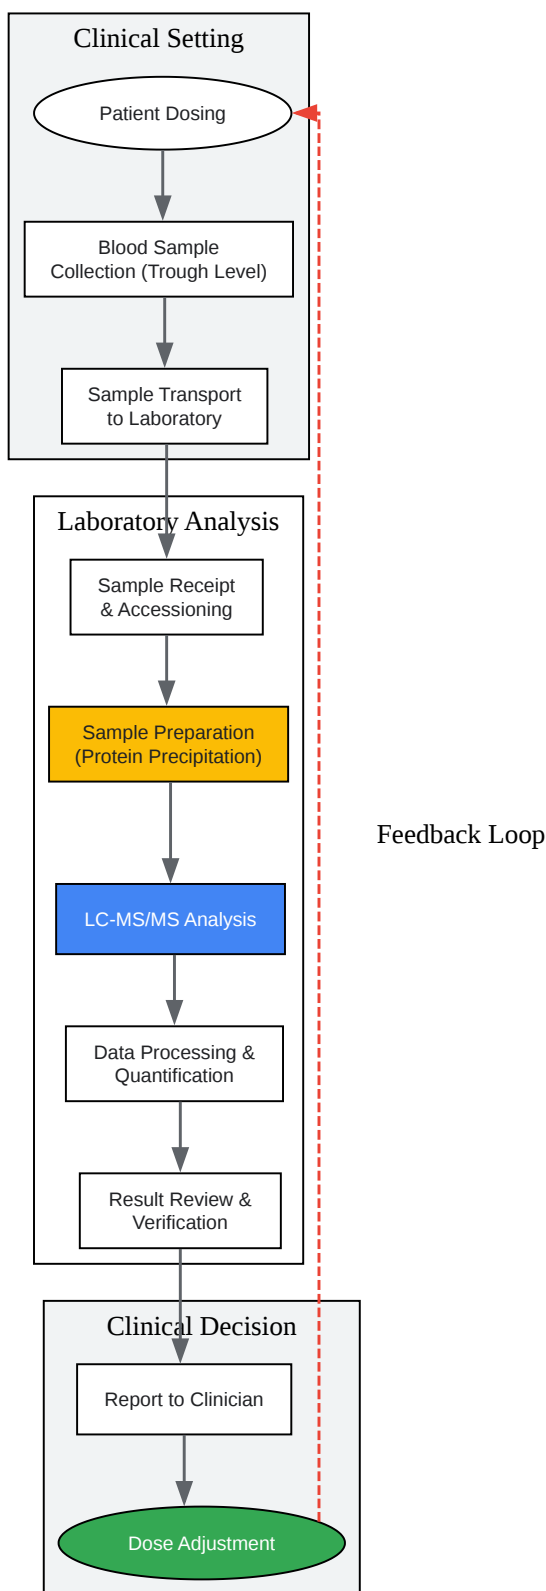 Clinical Setting
Patient Dosing
Blood Sample
Collection (Trough Level)
Sample Transport
to Laboratory
Laboratory Analysis
Sample Receipt
& Accessioning
Sample Preparation
(Protein Precipitation)
Feedback Loop
LC-MS/MS Analysis
Data Processing &
Quantification
Result Review &
Verification
Clinical Decision
Report to Clinician
Dose Adjustment